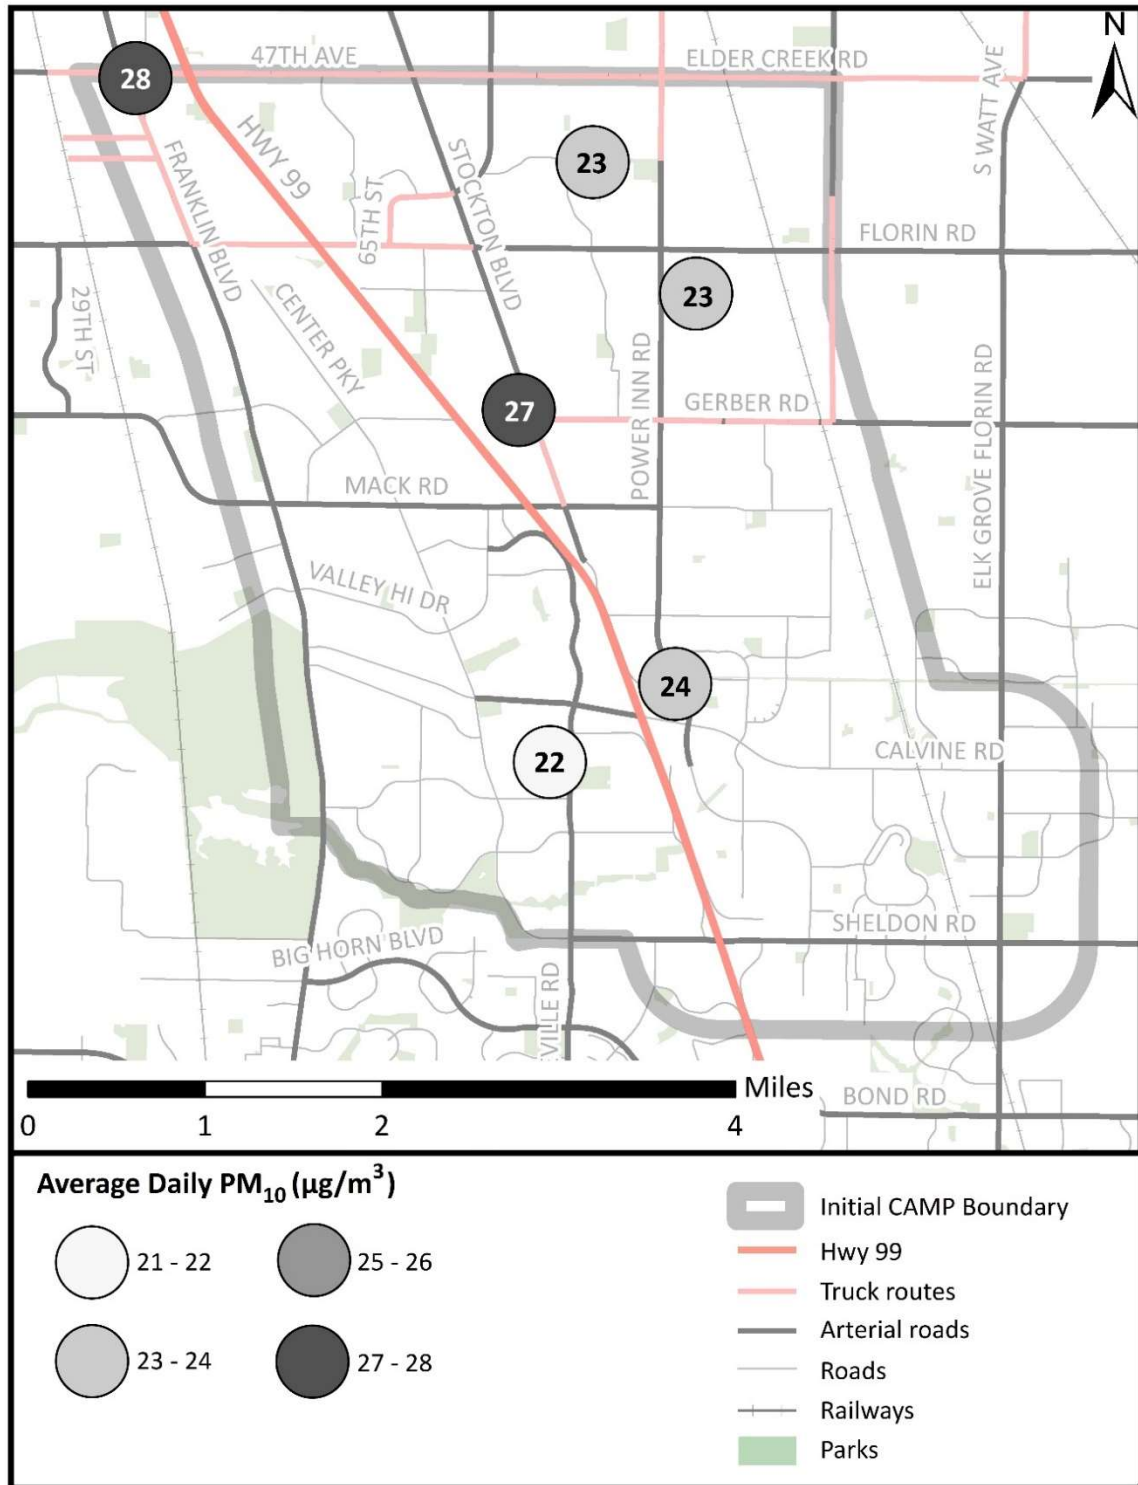 N
28
47TH AVE
ELDER CREEK RD
S WATT AVE
HWY 99
STOCKTON BLVD
23
FRANKLIN BLVD
65TH ST
FLORIN RD
29TH ST
CENTER PKY
23
POWER INN RD
ELK GROVE FLORIN RD
27
GERBER RD
MACK RD
VALLEY HI DR
24
22
CALVINE RD
SHELDON RD
BIG HORN BLVD
VILLE RD
Miles
BOND RD
0 1 2 4
Average Daily PM₁₀ (µg/m³)
21 - 22
25 - 26
23 - 24
27 - 28
Initial CAMP Boundary
Hwy 99
Truck routes
Arterial roads
Roads
Railways
Parks